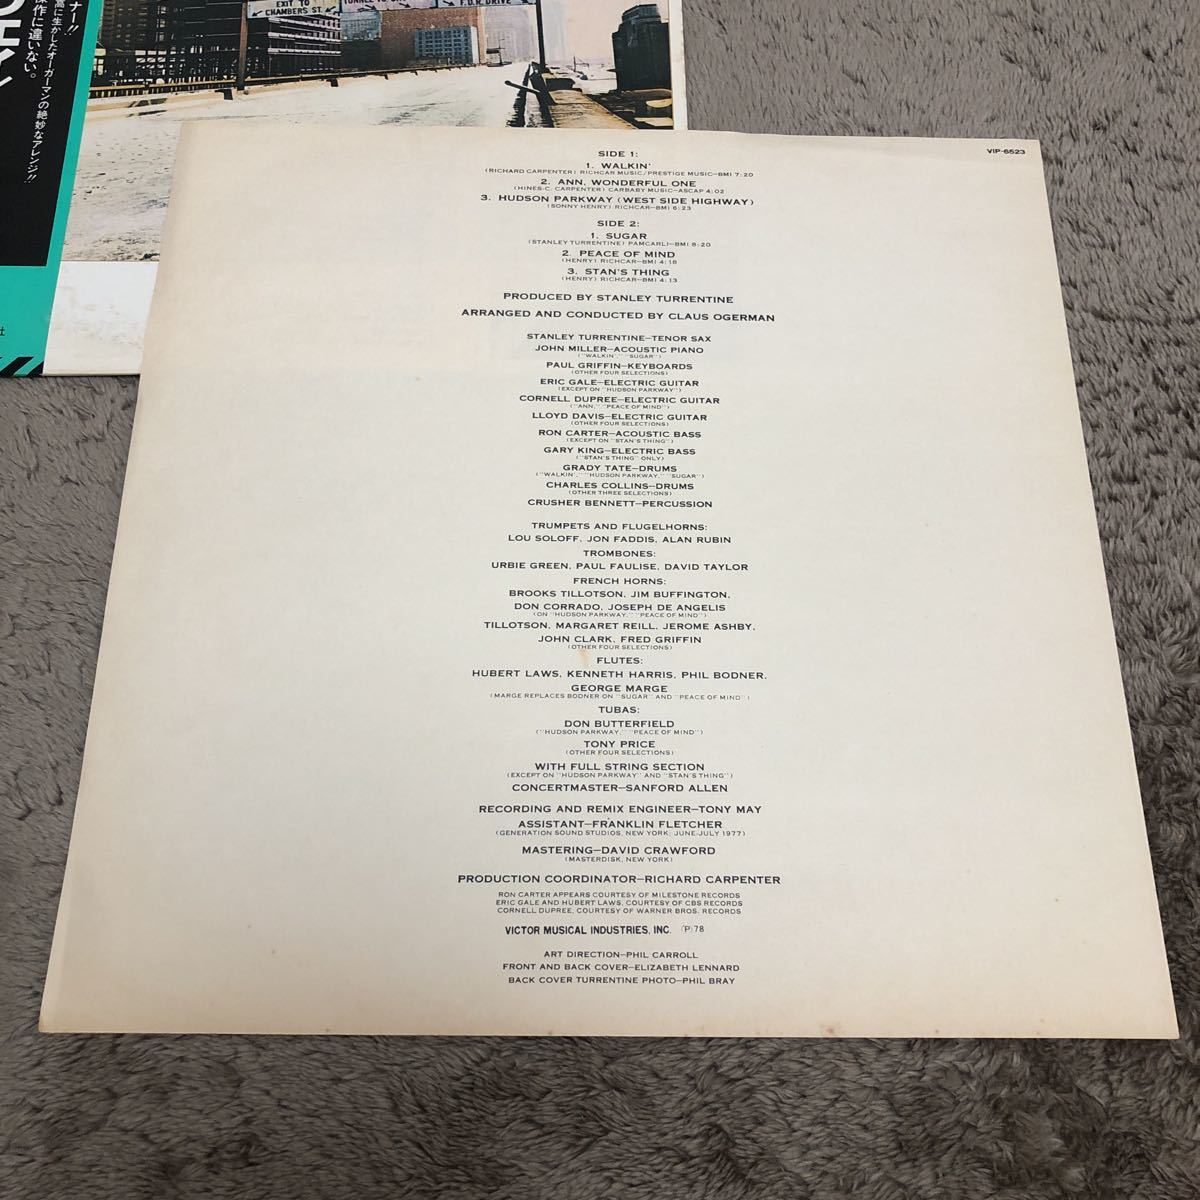 ナー!!
高に生かしたオーガーマンの絶妙なアレンジ!!
傑作に違いない。
EXIT TO
CHAMBERS ST.
F.D.R. DRIVE
社
VIP-6523
SIDE 1:
1. WALKIN'
(RICHARD CARPENTER) RICHCAR MUSIC/PRESTIGE MUSIC—BMI 7:20
2. ANN, WONDERFUL ONE
(HINES-C. CARPENTER) CARBABY MUSIC—ASCAP 4:02
3. HUDSON PARKWAY (WEST SIDE HIGHWAY)
(SONNY HENRY) RICHCAR—BMI 6:23
SIDE 2:
1. SUGAR
(STANLEY TURRENTINE) PAMCARLI—BMI 8:20
2. PEACE OF MIND
(HENRY) RICHCAR—BMI 4:18
3. STAN'S THING
(HENRY) RICHCAR—BMI 4:13
PRODUCED BY STANLEY TURRENTINE
ARRANGED AND CONDUCTED BY CLAUS OGERMAN
STANLEY TURRENTINE—TENOR SAX
JOHN MILLER—ACOUSTIC PIANO
("WALKIN'," "SUGAR")
PAUL GRIFFIN—KEYBOARDS
(OTHER FOUR SELECTIONS)
ERIC GALE—ELECTRIC GUITAR
(EXCEPT ON "HUDSON PARKWAY")
CORNELL DUPREE—ELECTRIC GUITAR
("ANN," "PEACE OF MIND")
LLOYD DAVIS—ELECTRIC GUITAR
(OTHER FOUR SELECTIONS)
RON CARTER—ACOUSTIC BASS
(EXCEPT ON "STAN'S THING")
GARY KING—ELECTRIC BASS
("STAN'S THING" ONLY)
GRADY TATE—DRUMS
("WALKIN'," "HUDSON PARKWAY," "SUGAR")
CHARLES COLLINS—DRUMS
(OTHER THREE SELECTIONS)
CRUSHER BENNETT—PERCUSSION
TRUMPETS AND FLUGELHORNS:
LOU SOLOFF, JON FADDIS, ALAN RUBIN
TROMBONES:
URBIE GREEN, PAUL FAULISE, DAVID TAYLOR
FRENCH HORNS:
BROOKS TILLOTSON, JIM BUFFINGTON,
DON CORRADO, JOSEPH DE ANGELIS
(ON "HUDSON PARKWAY," "PEACE OF MIND")
TILLOTSON, MARGARET REILL, JEROME ASHBY,
JOHN CLARK, FRED GRIFFIN
(OTHER FOUR SELECTIONS)
FLUTES:
HUBERT LAWS, KENNETH HARRIS, PHIL BODNER,
GEORGE MARGE
(MARGE REPLACES BODNER ON "SUGAR" AND "PEACE OF MIND")
TUBAS:
DON BUTTERFIELD
("HUDSON PARKWAY," "PEACE OF MIND")
TONY PRICE
(OTHER FOUR SELECTIONS)
WITH FULL STRING SECTION
(EXCEPT ON "HUDSON PARKWAY" AND "STAN'S THING")
CONCERTMASTER—SANFORD ALLEN
RECORDING AND REMIX ENGINEER—TONY MAY
ASSISTANT—FRANKLIN FLETCHER
(GENERATION SOUND STUDIOS, NEW YORK; JUNE-JULY 1977)
MASTERING—DAVID CRAWFORD
(MASTERDISK, NEW YORK)
PRODUCTION COORDINATOR—RICHARD CARPENTER
RON CARTER APPEARS COURTESY OF MILESTONE RECORDS
ERIC GALE AND HUBERT LAWS, COURTESY OF CBS RECORDS
CORNELL DUPREE, COURTESY OF WARNER BROS. RECORDS
VICTOR MUSICAL INDUSTRIES, INC. Ⓟ 78
ART DIRECTION—PHIL CARROLL
FRONT AND BACK COVER—ELIZABETH LENNARD
BACK COVER TURRENTINE PHOTO—PHIL BRAY